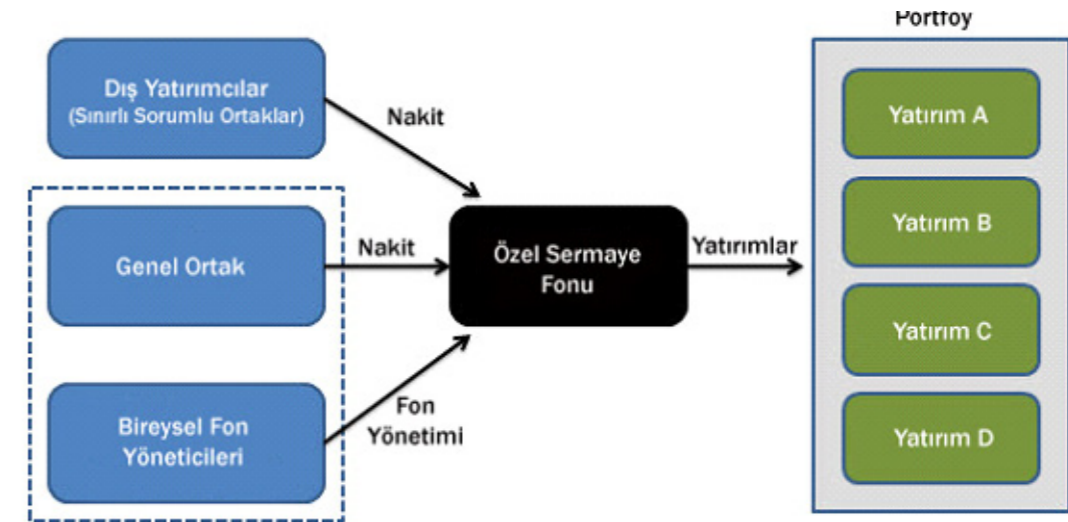 Portföy
Dış Yatırımcılar
(Sınırlı Sorumlu Ortaklar)
Nakit
Genel Ortak
Nakit
Bireysel Fon
Yöneticileri
Fon
Yönetimi
Özel Sermaye
Fonu
Yatırımlar
Yatırım A
Yatırım B
Yatırım C
Yatırım D